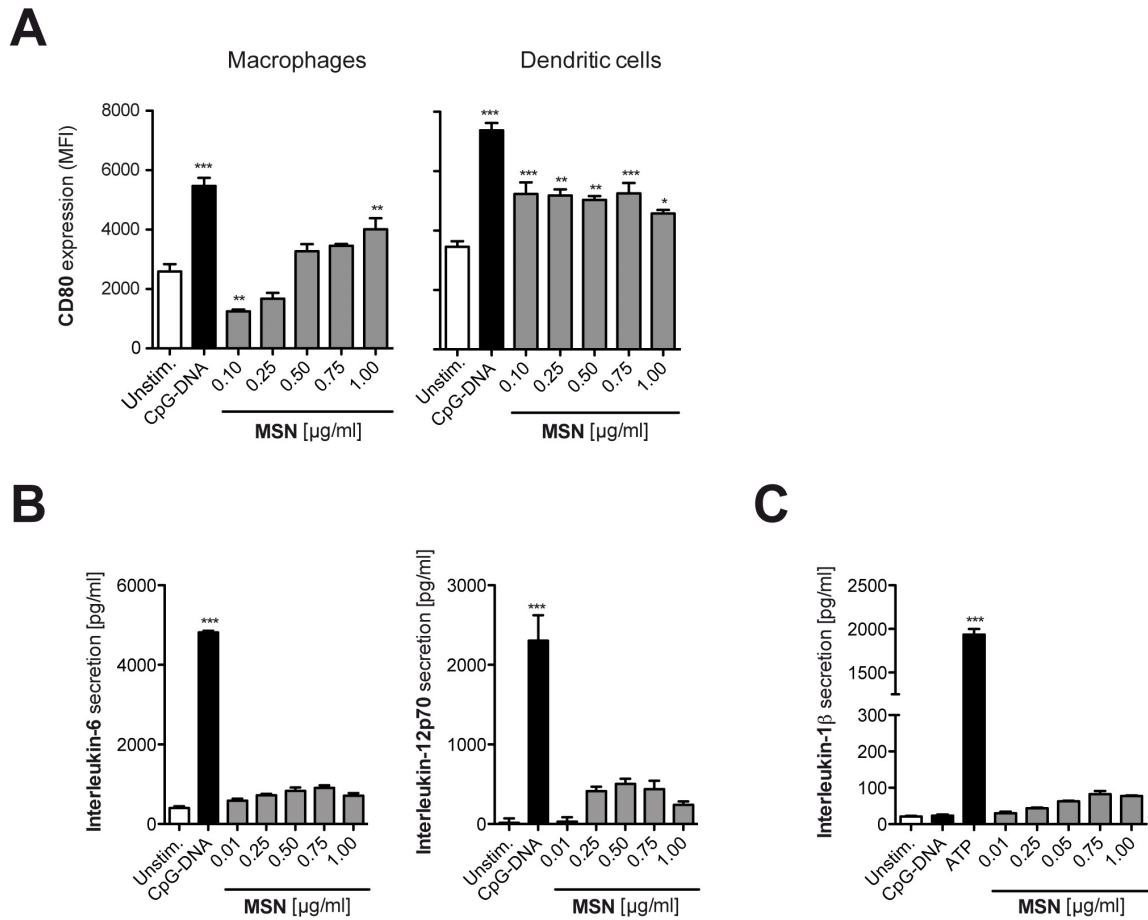 A
Macrophages
Dendritic cells
CD80 expression (MFI)
8000
6000
4000
2000
0
***
**
**
***
***
**
**
***
*
Unstim.
CpG-DNA
0.10
0.25
0.50
0.75
1.00
MSN [µg/ml]
Unstim.
CpG-DNA
0.10
0.25
0.50
0.75
1.00
MSN [µg/ml]
B
Interleukin-6 secretion [pg/ml]
6000
4000
2000
0
***
Unstim.
CpG-DNA
0.01
0.25
0.50
0.75
1.00
MSN [µg/ml]
Interleukin-12p70 secretion [pg/ml]
3000
2000
1000
0
***
Unstim.
CpG-DNA
0.01
0.25
0.50
0.75
1.00
MSN [µg/ml]
C
Interleukin-1β secretion [pg/ml]
2500
2000
1500
300
200
100
0
***
Unstim.
CpG-DNA
ATP
0.01
0.25
0.05
0.75
1.00
MSN [µg/ml]